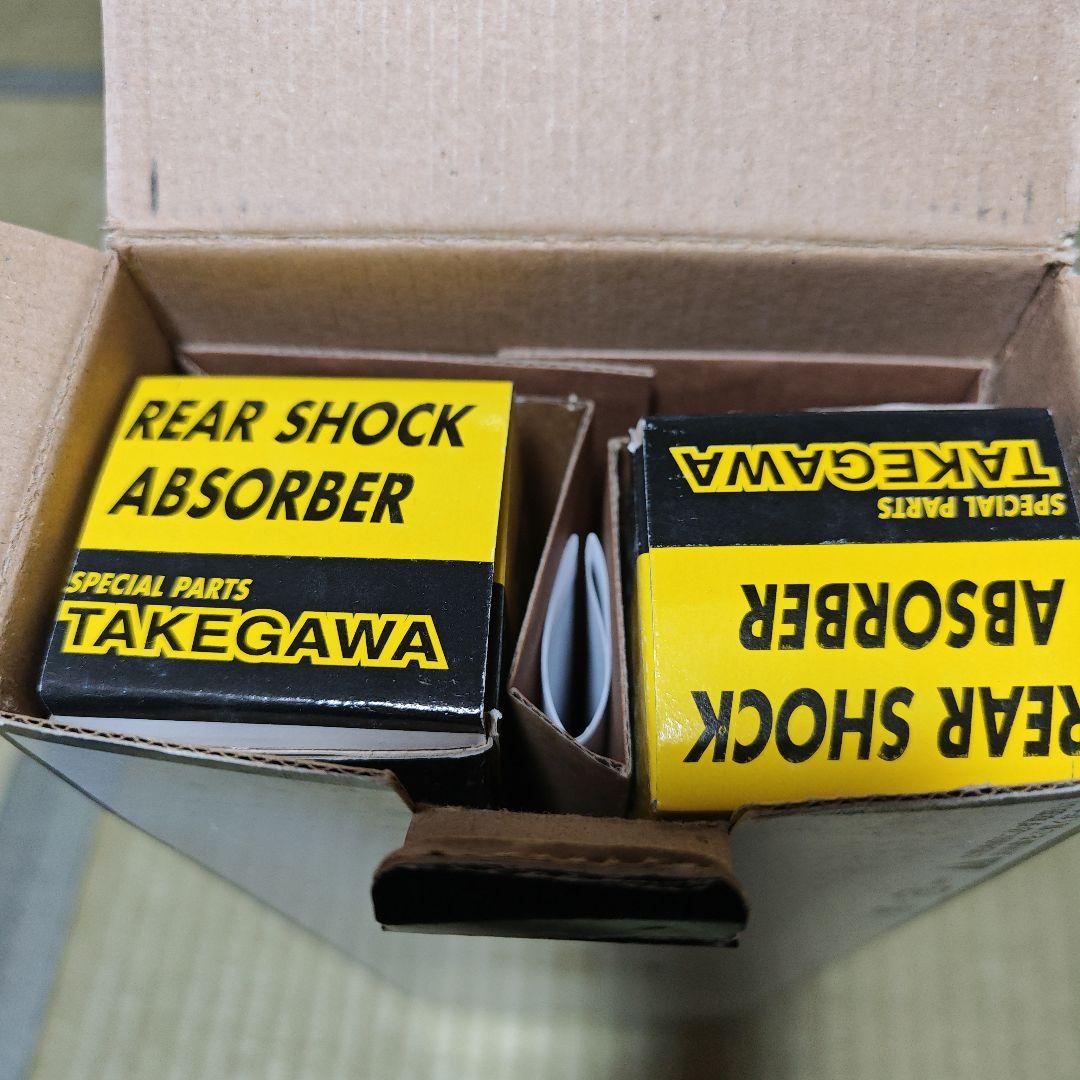 REAR SHOCK
ABSORBER
SPECIAL PARTS
TAKEGAWA
REAR SHOCK
ABSORBER
SPECIAL PARTS
TAKEGAWA